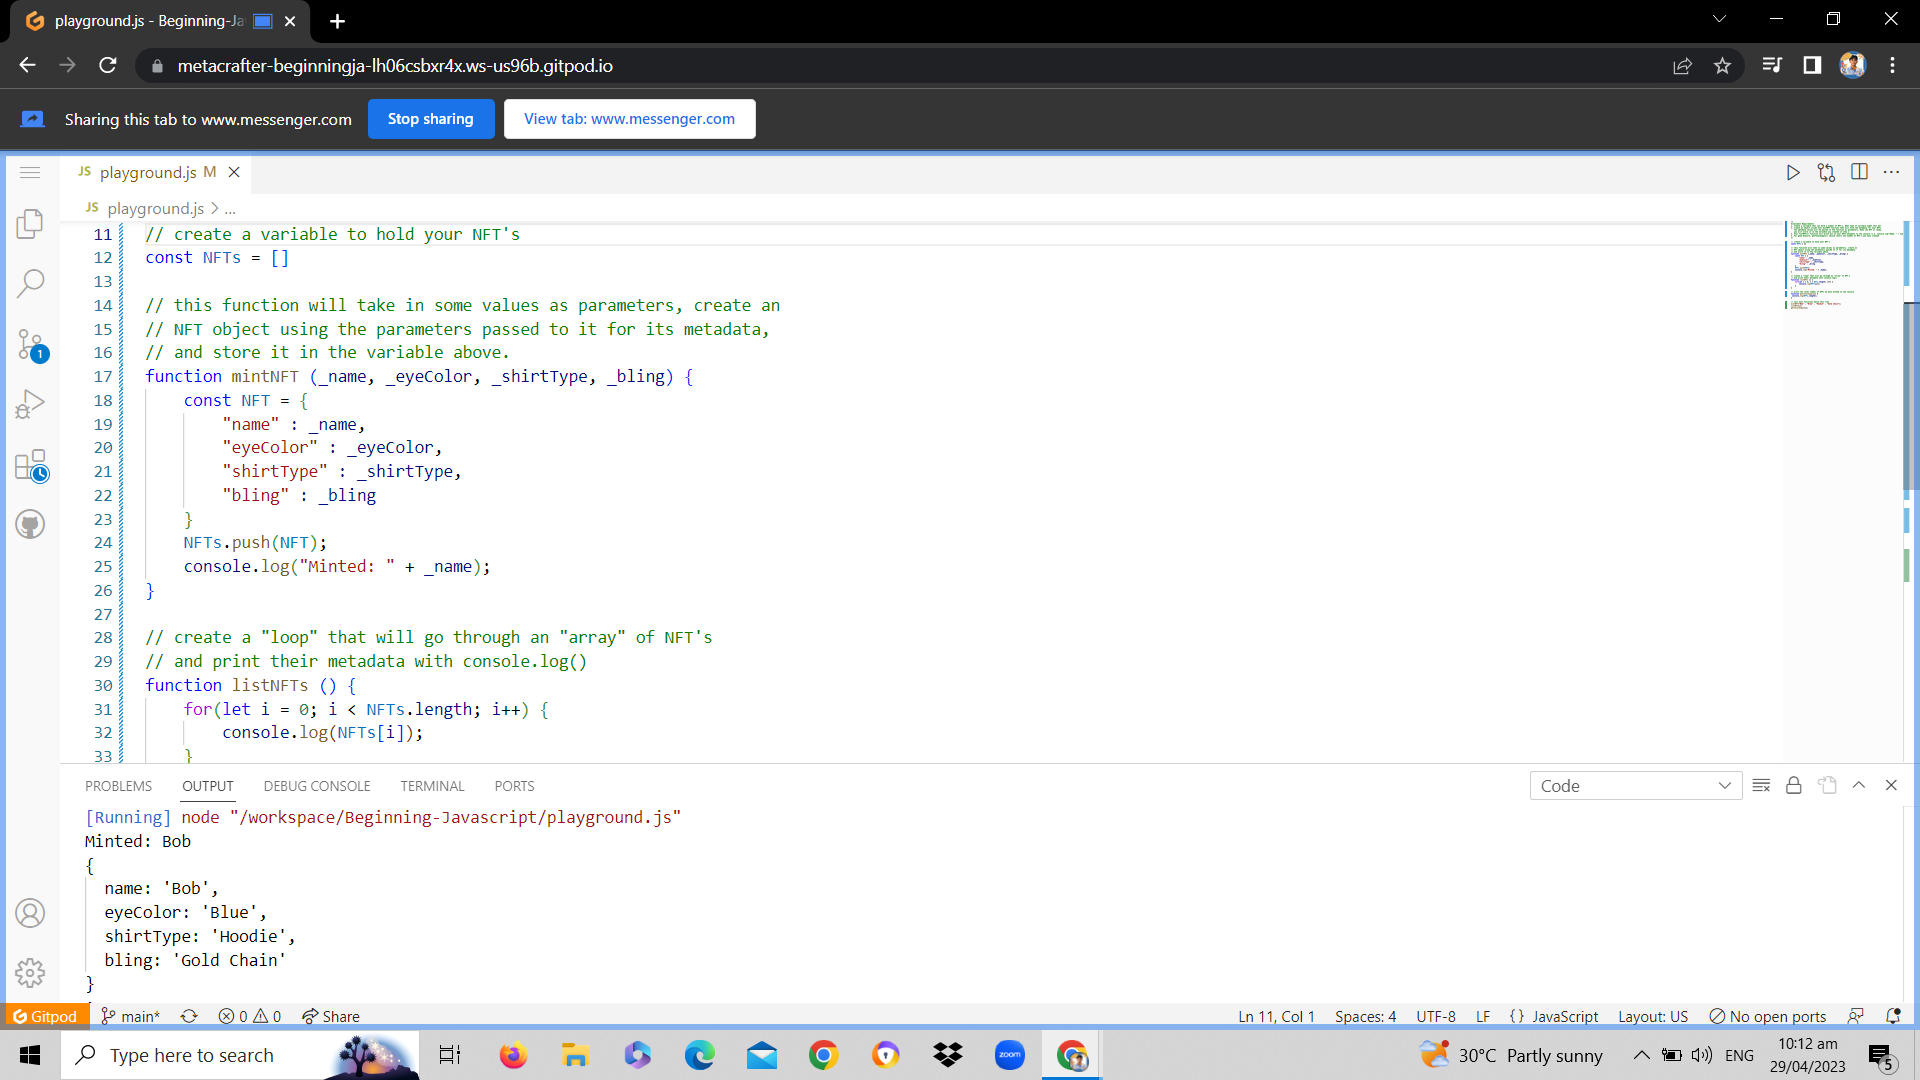 playground.js - Beginning-Ja
metacrafter-beginningja-lh06csbxr4x.ws-us96b.gitpod.io
Sharing this tab to www.messenger.com
Stop sharing
View tab: www.messenger.com
JS playground.js M
JS playground.js > ...
11 // create a variable to hold your NFT's
12 const NFTs = []
13
14 // this function will take in some values as parameters, create an
15 // NFT object using the parameters passed to it for its metadata,
16 // and store it in the variable above.
17 function mintNFT (_name, _eyeColor, _shirtType, _bling) {
18 const NFT = {
19 "name" : _name,
20 "eyeColor" : _eyeColor,
21 "shirtType" : _shirtType,
22 "bling" : _bling
23 }
24 NFTs.push(NFT);
25 console.log("Minted: " + _name);
26 }
27
28 // create a "loop" that will go through an "array" of NFT's
29 // and print their metadata with console.log()
30 function listNFTs () {
31 for(let i = 0; i < NFTs.length; i++) {
32 console.log(NFTs[i]);
33 }
1
PROBLEMS OUTPUT DEBUG CONSOLE TERMINAL PORTS Code
[Running] node "/workspace/Beginning-Javascript/playground.js"
Minted: Bob
{
name: 'Bob',
eyeColor: 'Blue',
shirtType: 'Hoodie',
bling: 'Gold Chain'
}
Gitpod main* 0 0 Share Ln 11, Col 1 Spaces: 4 UTF-8 LF {} JavaScript Layout: US No open ports
Type here to search zoom 30°C Partly sunny ENG 10:12 am
29/04/2023 5